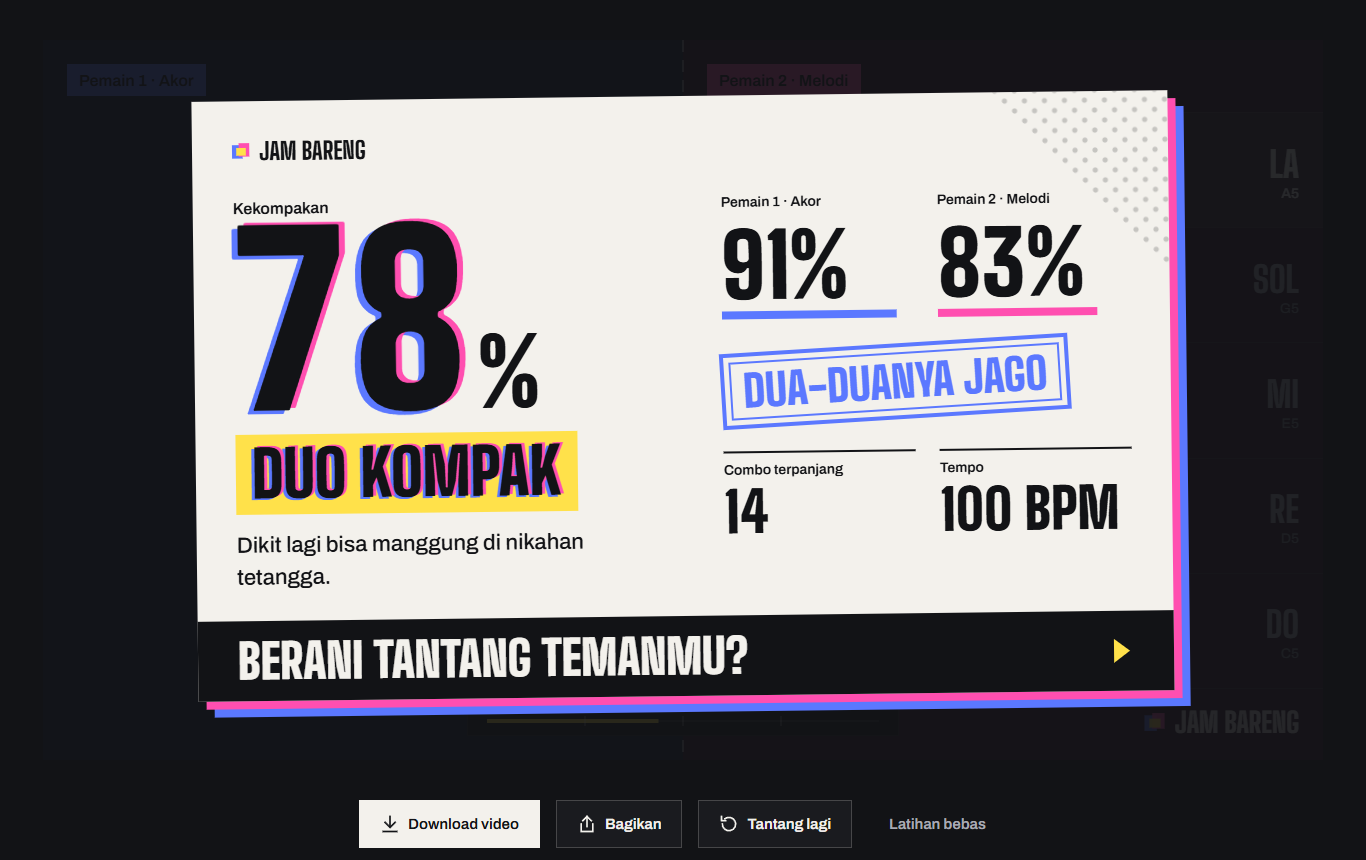 Pemain 1 · Akor
Pemain 2 · Melodi
JAM BARENG
Kekompakan
78%
DUO KOMPAK
Dikit lagi bisa manggung di nikahan
tetangga.
Pemain 1 · Akor
91%
Pemain 2 · Melodi
83%
DUA-DUANYA JAGO
Combo terpanjang
14
Tempo
100 BPM
BERANI TANTANG TEMANMU?
LA
A5
SOL
G5
MI
E5
RE
D5
DO
C5
JAM BARENG
Download video
Bagikan
Tantang lagi
Latihan bebas